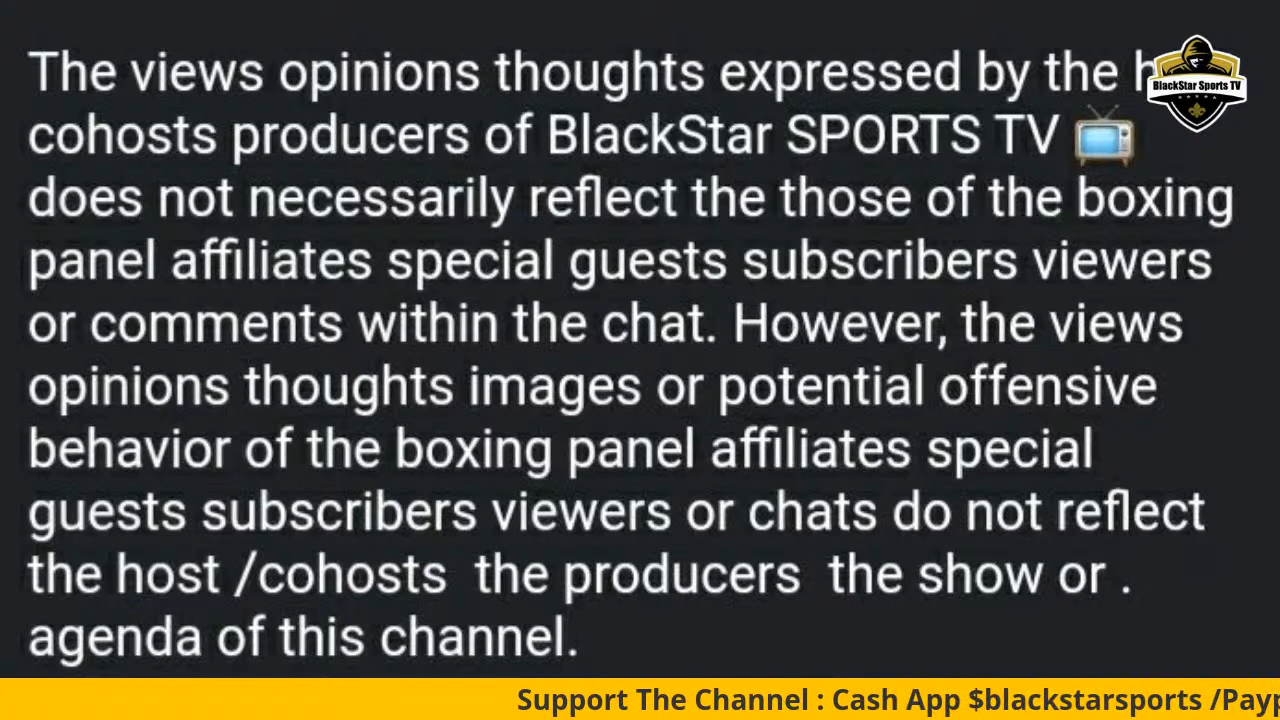 The views opinions thoughts expressed by the
BlackStar Sports TV
cohosts producers of BlackStar SPORTS TV 📺
does not necessarily reflect the those of the boxing
panel affiliates special guests subscribers viewers
or comments within the chat. However, the views
opinions thoughts images or potential offensive
behavior of the boxing panel affiliates special
guests subscribers viewers or chats do not reflect
the host /cohosts  the producers  the show or .
agenda of this channel.
Support The Channel : Cash App $blackstarsports